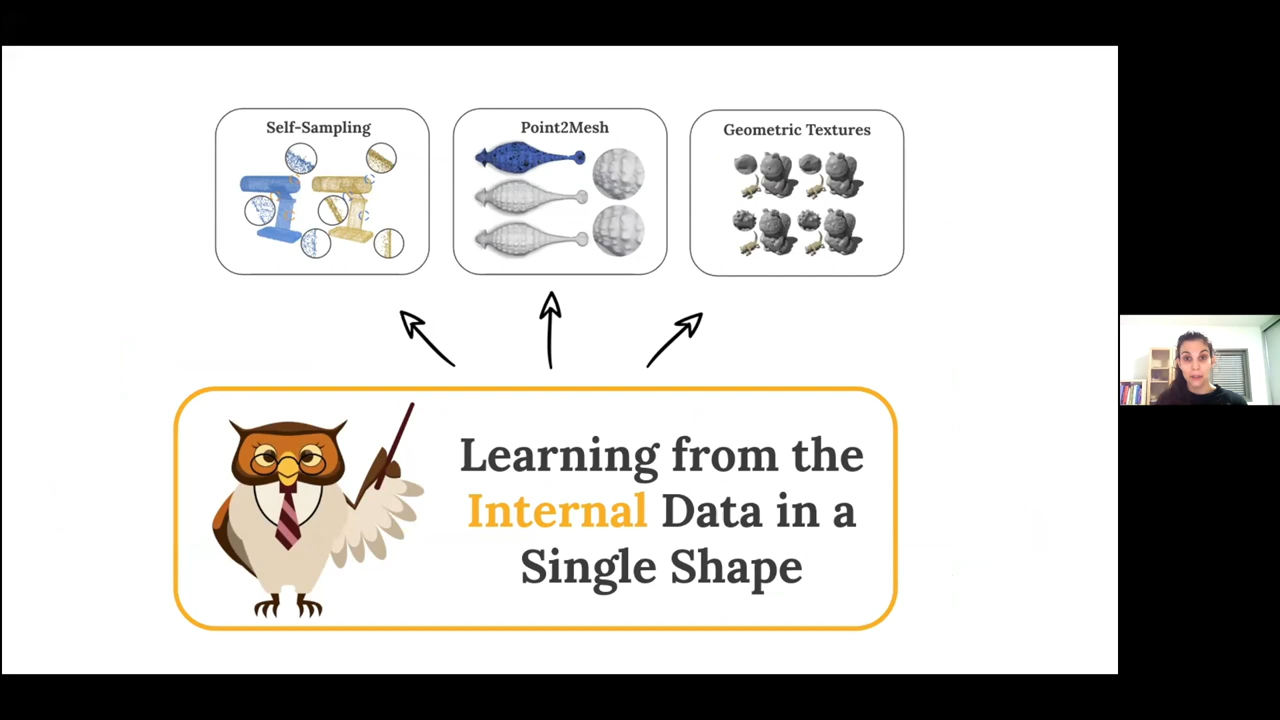 Self-Sampling
Point2Mesh
Geometric Textures
Learning from the
Internal Data in a
Single Shape